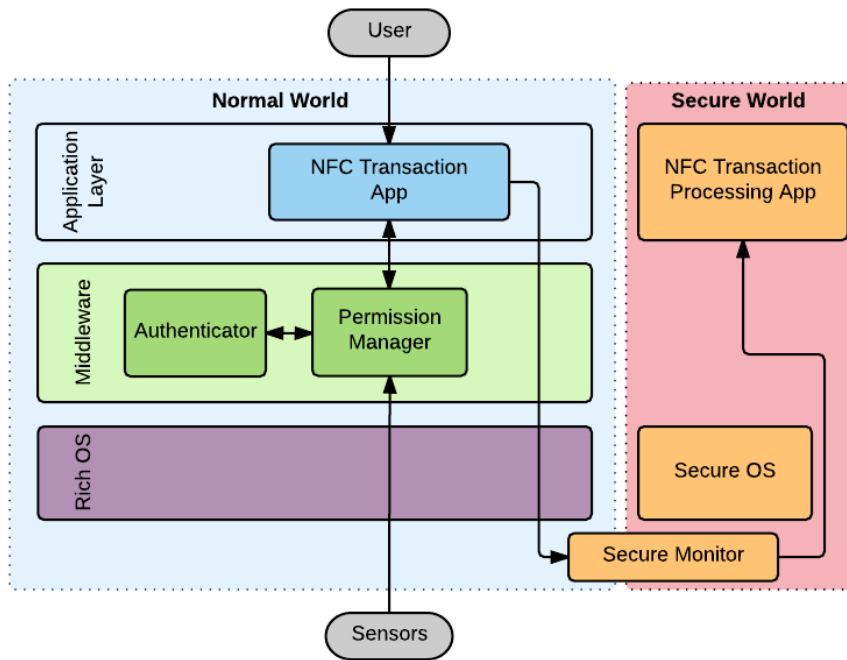 User
Normal World
Secure World
Application
Layer
NFC Transaction
App
NFC Transaction
Processing App
Middleware
Authenticator
Permission
Manager
Rich OS
Secure OS
Secure Monitor
Sensors